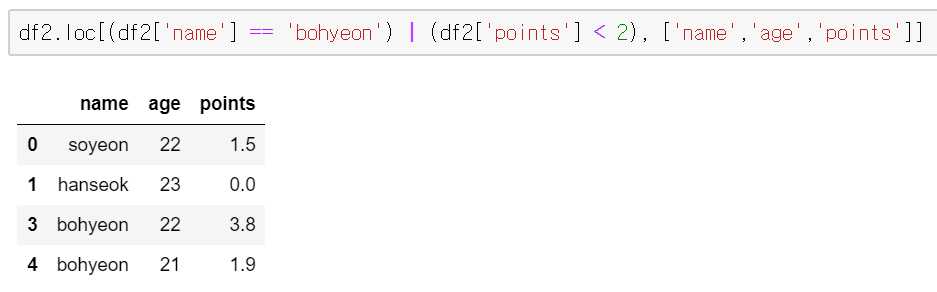 df2.loc[(df2['name'] == 'bohyeon') | (df2['points'] < 2), ['name','age','points']]
name age points
0 soyeon 22 1.5
1 hanseok 23 0.0
3 bohyeon 22 3.8
4 bohyeon 21 1.9